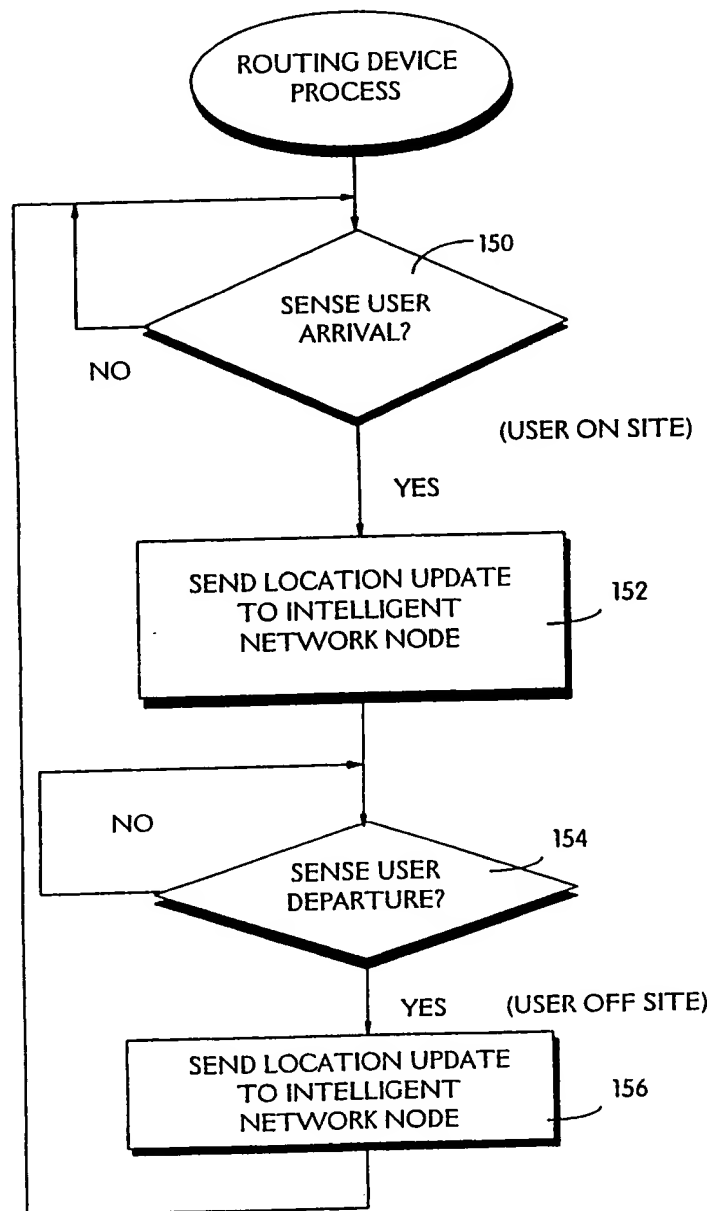 ROUTING DEVICE
PROCESS
150
SENSE USER
ARRIVAL?
NO
(USER ON SITE)
YES
SEND LOCATION UPDATE
TO INTELLIGENT
NETWORK NODE
152
NO
154
SENSE USER
DEPARTURE?
YES
(USER OFF SITE)
SEND LOCATION UPDATE
TO INTELLIGENT
NETWORK NODE
156